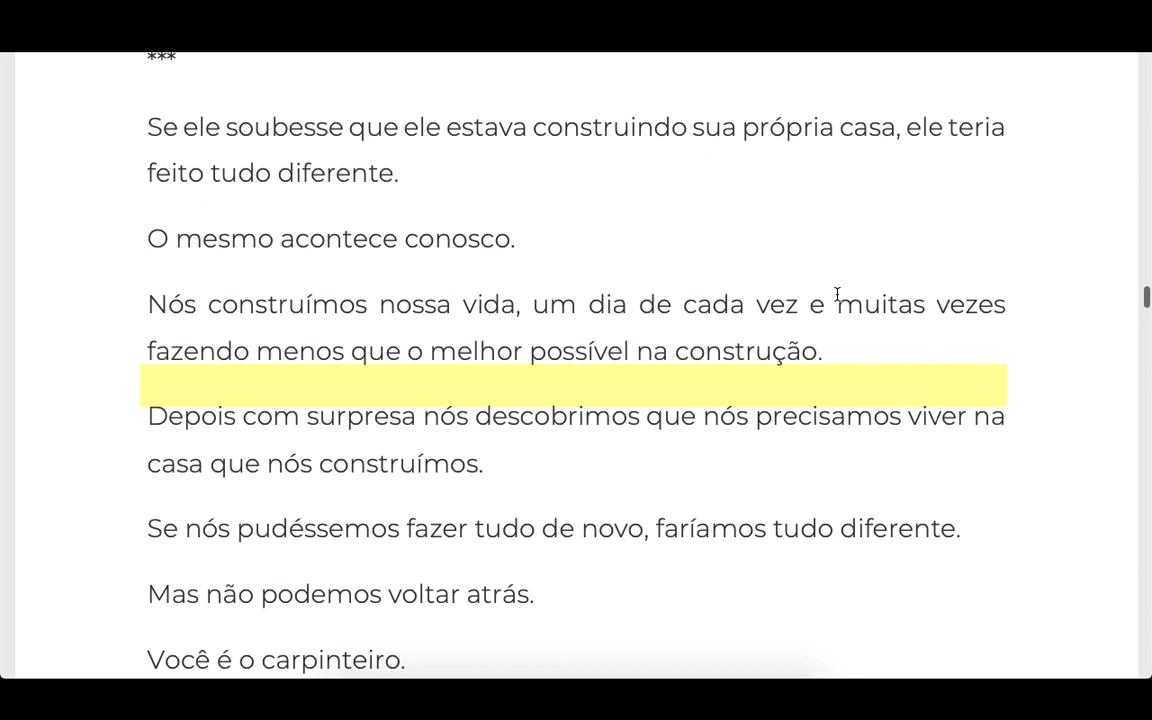 ***
Se ele soubesse que ele estava construindo sua própria casa, ele teria
feito tudo diferente.
O mesmo acontece conosco.
Nós construímos nossa vida, um dia de cada vez e muitas vezes
fazendo menos que o melhor possível na construção.
Depois com surpresa nós descobrimos que nós precisamos viver na
casa que nós construímos.
Se nós pudéssemos fazer tudo de novo, faríamos tudo diferente.
Mas não podemos voltar atrás.
Você é o carpinteiro.